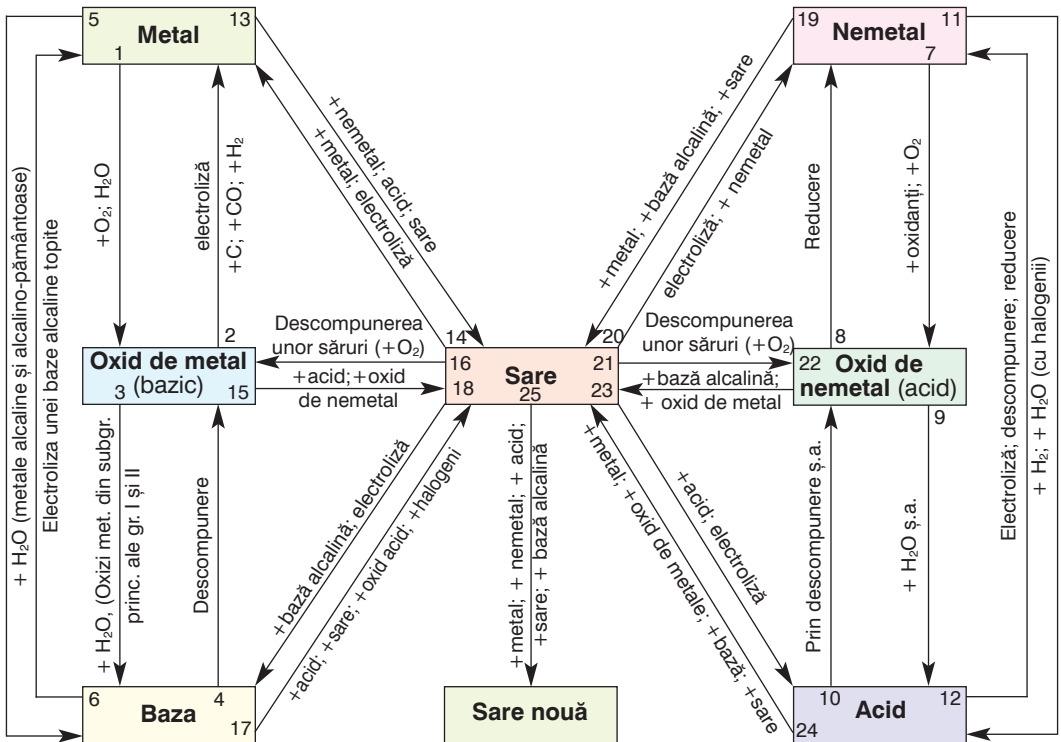 5
13
Metal
1
19
11
Nemetal
7
+ H₂O (metale alcaline și alcalino-pământoase)
Electroliza unei baze alcaline topite
+O₂; H₂O
electroliză
+C; +CO; +H₂
+nemetal; acid; sare
+metal; electroliză
+metal; +bază alcalină; +sare
electroliză; + nemetal
Reducere
+oxidanți; +O₂
Electroliză; descompunere; reducere
+ H₂; + H₂O (cu halogenii)
2
Oxid de metal
(bazic)
3
15
Descompunerea
unor săruri (+O₂)
+acid;+oxid
de nemetal
14
20
16
21
Sare
18
25
23
Descompunerea
unor săruri (+O₂)
+bază alcalină;
+ oxid de metal
8
22
Oxid de
nemetal (acid)
9
+ H₂O, (Oxizi met. din subgr.
princ. ale gr. I și II
Descompunere
+bază alcalină; electroliză
+acid; +sare; +oxid acid; +halogeni
+metal; + nemetal; + acid;
+sare; + bază alcalină
+acid; electroliză
+metal; +oxid de metale; +bază; +sare
Prin descompunere ș.a.
+ H₂O ș.a.
6
4
Baza
17
Sare nouă
10
12
Acid
24